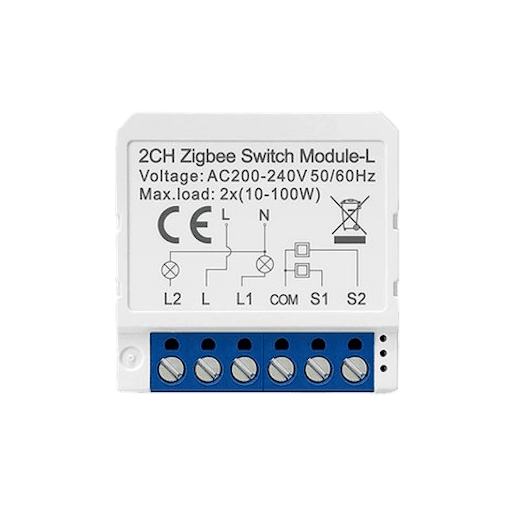 2CH Zigbee Switch Module-L
Voltage: AC200-240V 50/60Hz
Max.load: 2x(10-100W)
CE L N
L2 L L1 COM S1 S2